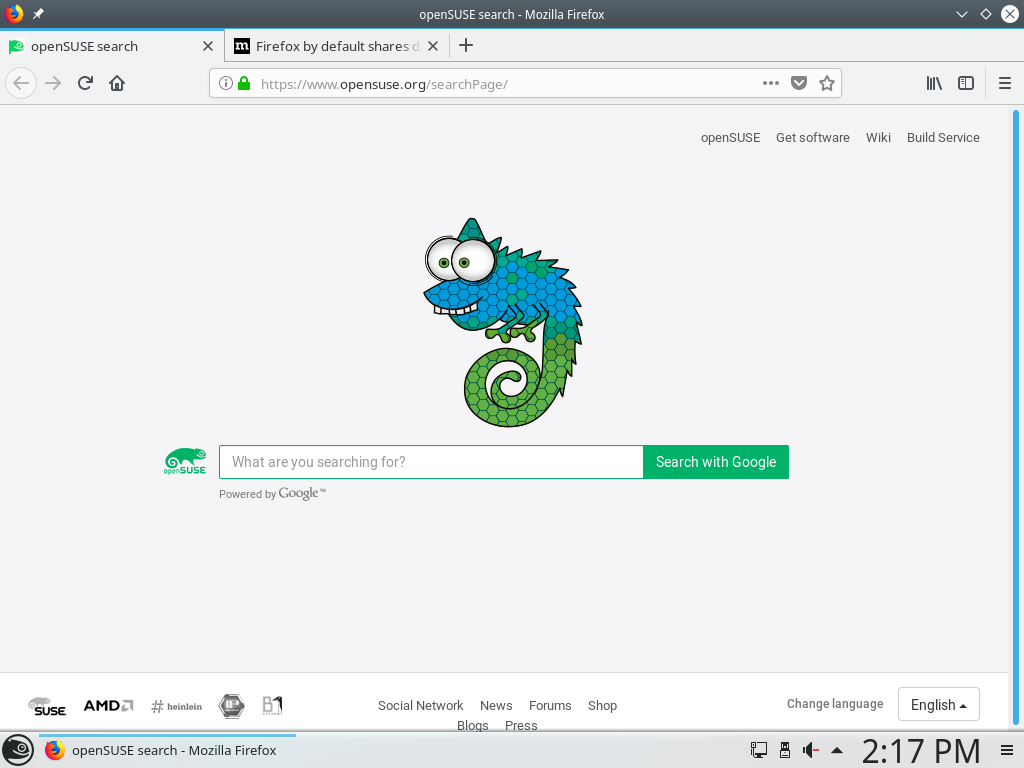 openSUSE search - Mozilla Firefox
openSUSE search
m Firefox by default shares d
https://www.opensuse.org/searchPage/
openSUSE Get software Wiki Build Service
openSUSE
What are you searching for?
Search with Google
Powered by Google™
SUSE AMD # heinlein B1
Social Network News Forums Shop
Blogs Press
Change language
English
openSUSE search - Mozilla Firefox
2:17 PM